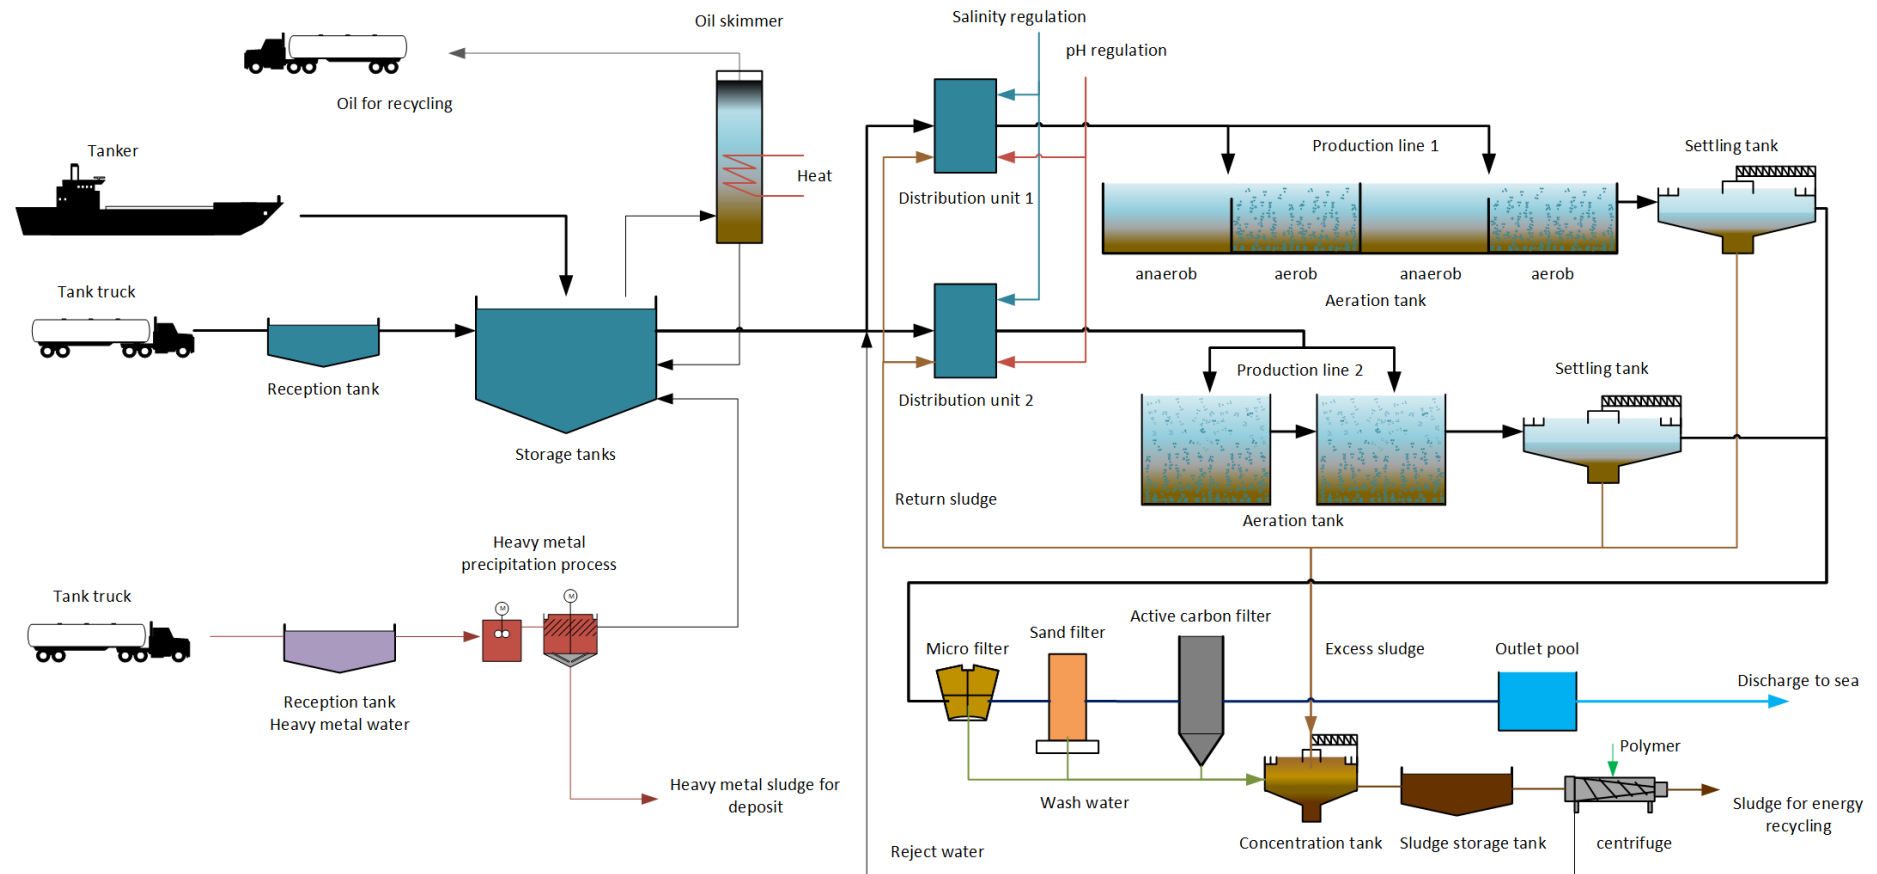 Oil skimmer
Salinity regulation
pH regulation
Oil for recycling
Tanker
Production line 1
Settling tank
Heat
Distribution unit 1
anaerob
aerob
anaerob
aerob
Aeration tank
Tank truck
Reception tank
Production line 2
Settling tank
Distribution unit 2
Storage tanks
Return sludge
Aeration tank
Heavy metal
precipitation process
Tank truck
M
M
Active carbon filter
Sand filter
Micro filter
Excess sludge
Outlet pool
Discharge to sea
Reception tank
Heavy metal water
Polymer
Heavy metal sludge for
deposit
Wash water
Sludge for energy
recycling
Concentration tank
Sludge storage tank
centrifuge
Reject water